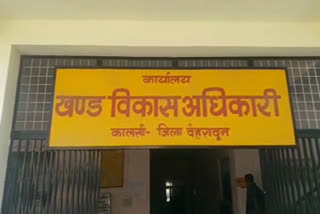 कार्यालय
खण्ड विकास अधिकारी
कालसी- जिला देहरादून